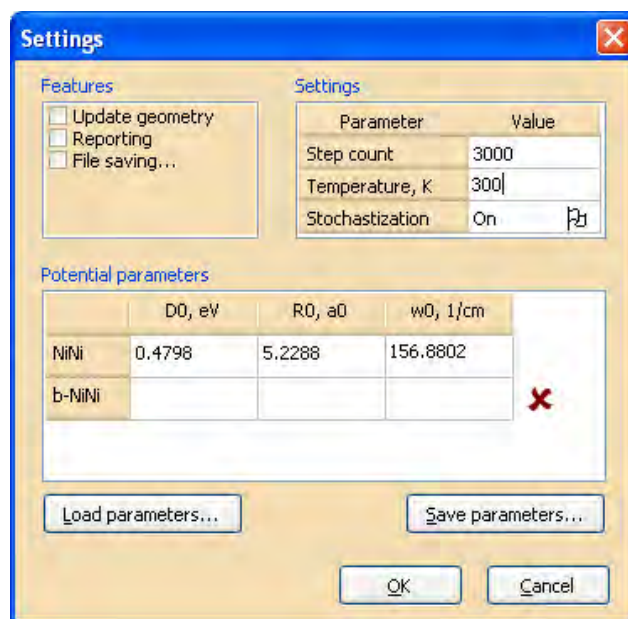 Settings
Features
Update geometry
Reporting
File saving...
Settings
Parameter Value
Step count 3000
Temperature, K 300
Stochastization On
Potential parameters
D0, eV R0, a0 w0, 1/cm
NiNi 0.4798 5.2288 156.8802
b-NiNi
Load parameters... Save parameters...
OK Cancel